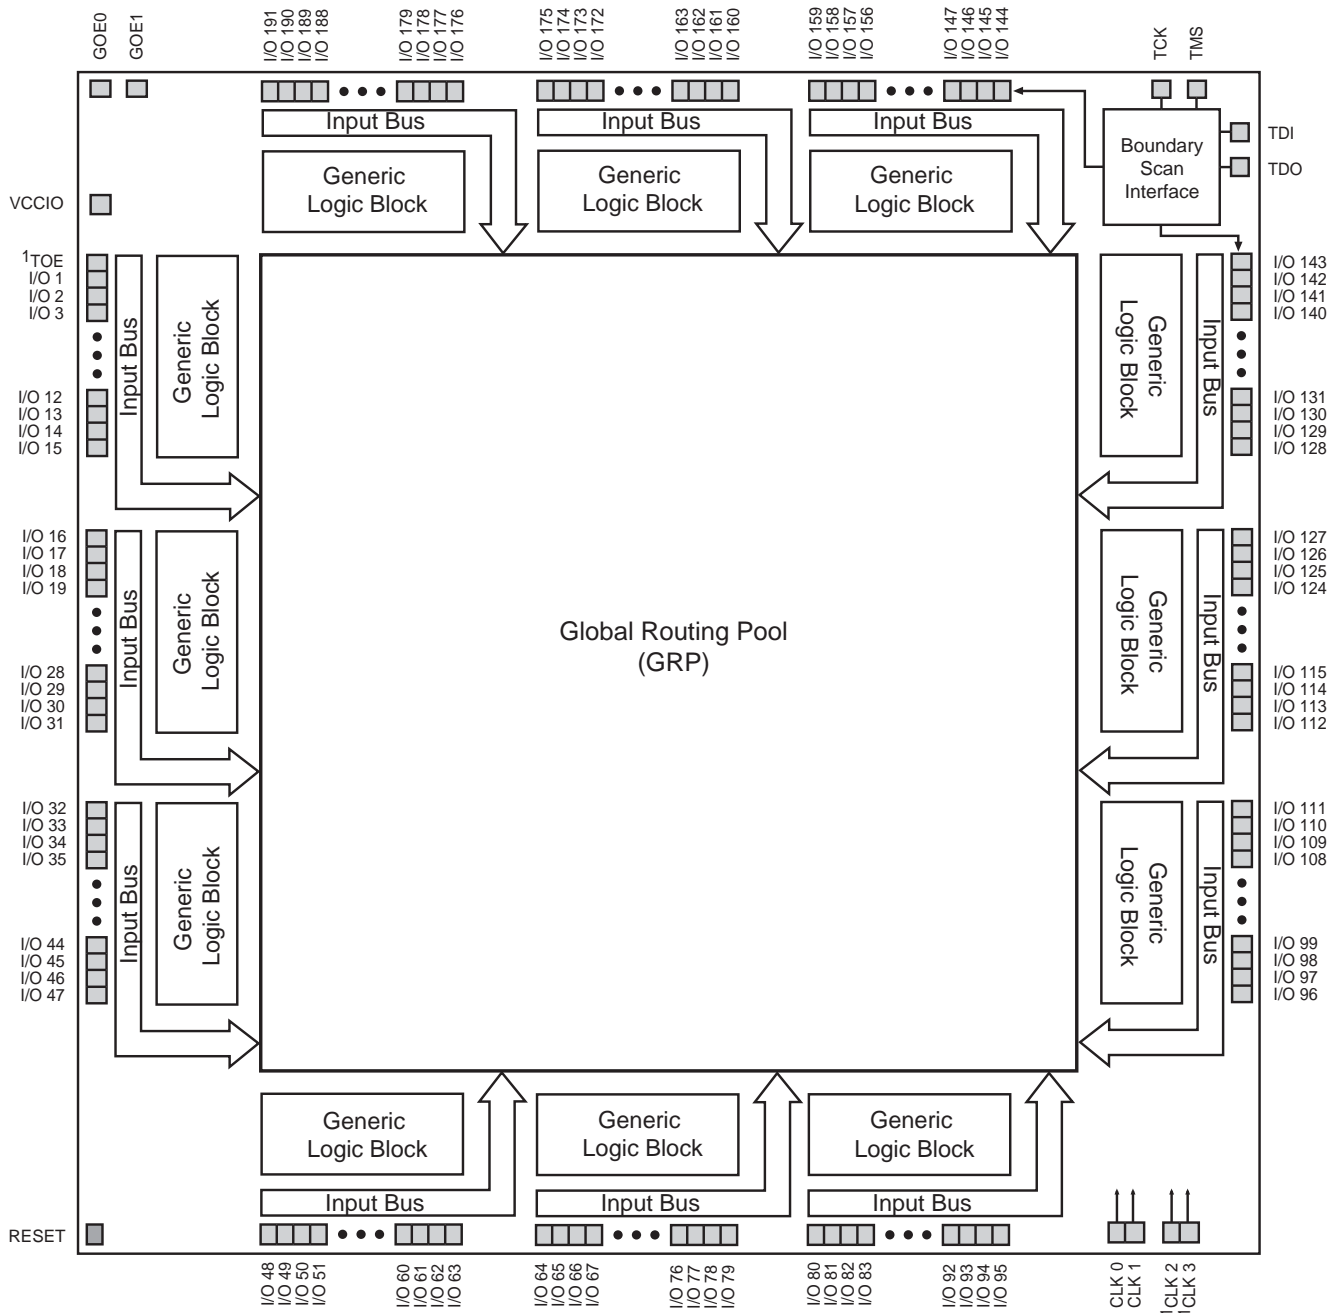 GOE0
GOE1
I/O 191
I/O 190
I/O 189
I/O 188
I/O 179
I/O 178
I/O 177
I/O 176
I/O 175
I/O 174
I/O 173
I/O 172
I/O 163
I/O 162
I/O 161
I/O 160
I/O 159
I/O 158
I/O 157
I/O 156
I/O 147
I/O 146
I/O 145
I/O 144
TCK
TMS
Input Bus
Input Bus
Input Bus
Generic
Logic Block
Generic
Logic Block
Generic
Logic Block
Boundary
Scan
Interface
TDI
TDO
VCCIO
1TOE
I/O 1
I/O 2
I/O 3
I/O 12
I/O 13
I/O 14
I/O 15
Input Bus
Generic
Logic Block
I/O 16
I/O 17
I/O 18
I/O 19
I/O 28
I/O 29
I/O 30
I/O 31
Input Bus
Generic
Logic Block
I/O 32
I/O 33
I/O 34
I/O 35
I/O 44
I/O 45
I/O 46
I/O 47
Input Bus
Generic
Logic Block
Global Routing Pool
(GRP)
Generic
Logic Block
Input Bus
I/O 143
I/O 142
I/O 141
I/O 140
I/O 131
I/O 130
I/O 129
I/O 128
Generic
Logic Block
Input Bus
I/O 127
I/O 126
I/O 125
I/O 124
I/O 115
I/O 114
I/O 113
I/O 112
Generic
Logic Block
Input Bus
I/O 111
I/O 110
I/O 109
I/O 108
I/O 99
I/O 98
I/O 97
I/O 96
Generic
Logic Block
Generic
Logic Block
Generic
Logic Block
Input Bus
Input Bus
Input Bus
RESET
I/O 48
I/O 49
I/O 50
I/O 51
I/O 60
I/O 61
I/O 62
I/O 63
I/O 64
I/O 65
I/O 66
I/O 67
I/O 76
I/O 77
I/O 78
I/O 79
I/O 80
I/O 81
I/O 82
I/O 83
I/O 92
I/O 93
I/O 94
I/O 95
CLK 0
CLK 1
1CLK 2
1CLK 3